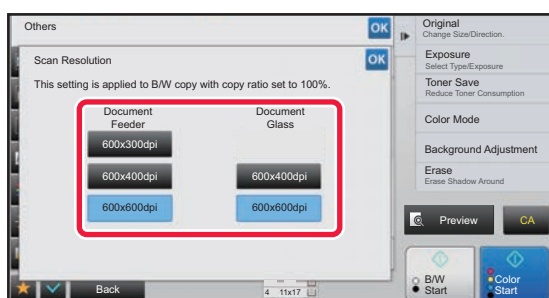 Others
OK
Scan Resolution
OK
This setting is applied to B/W copy with copy ratio set to 100%.
Document
Feeder
Document
Glass
600x300dpi
600x400dpi
600x400dpi
600x600dpi
600x600dpi
Back
4 11x17
Original
Change Size/Direction.
Exposure
Select Type/Exposure
Toner Save
Reduce Toner Consumption
Color Mode
Background Adjustment
Erase
Erase Shadow Around
Preview
CA
B/W
Start
Color
Start